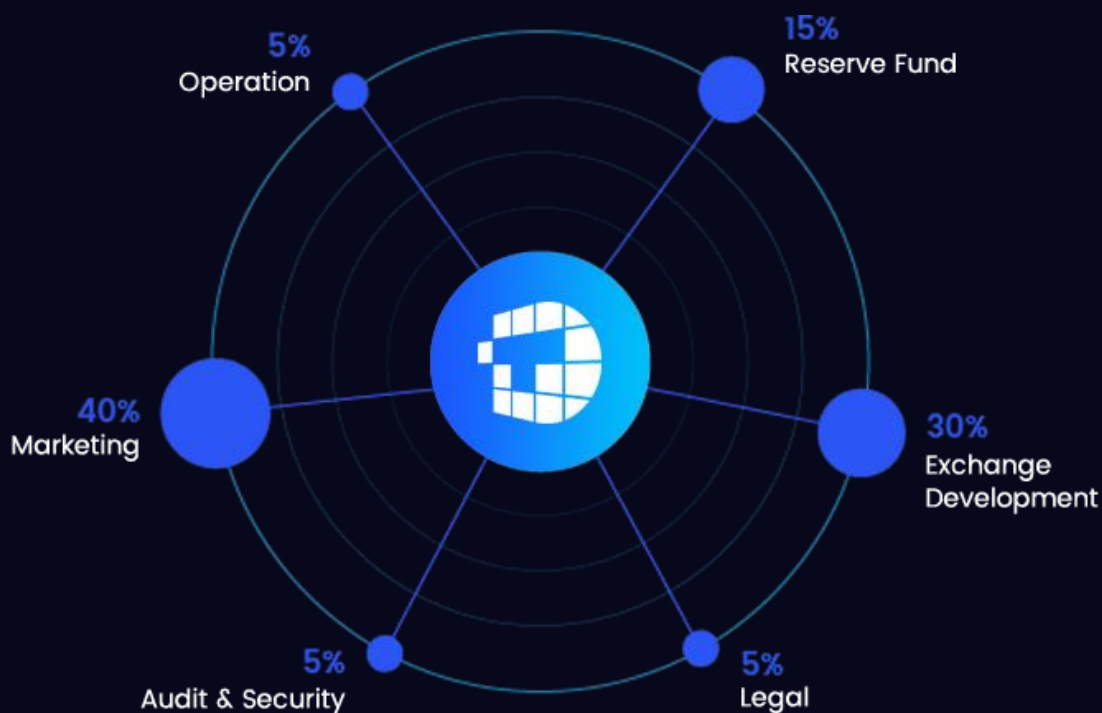 5%
Operation
15%
Reserve Fund
40%
Marketing
30%
Exchange
Development
5%
Audit & Security
5%
Legal